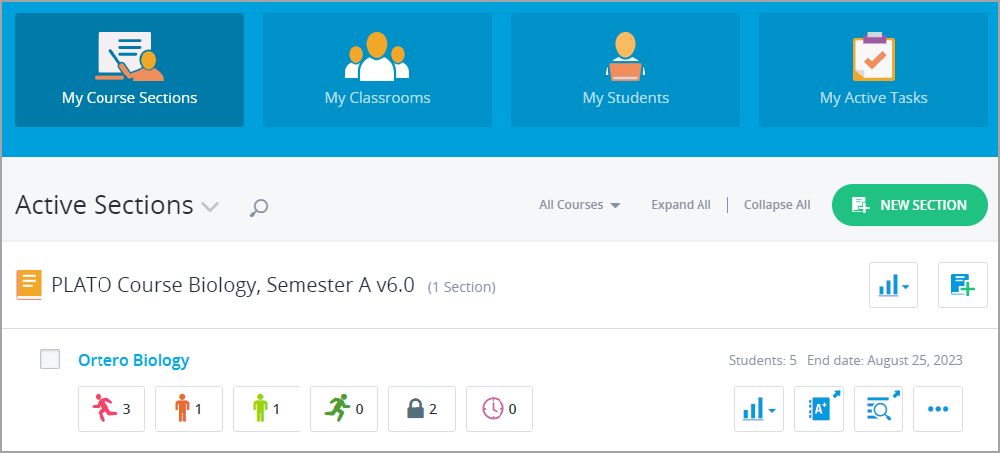 My Course Sections
My Classrooms
My Students
My Active Tasks
Active Sections
All Courses
Expand All | Collapse All
NEW SECTION
PLATO Course Biology, Semester A v6.0 (1 Section)
Ortero Biology
Students: 5 End date: August 25, 2023
3
1
1
0
2
0
A+